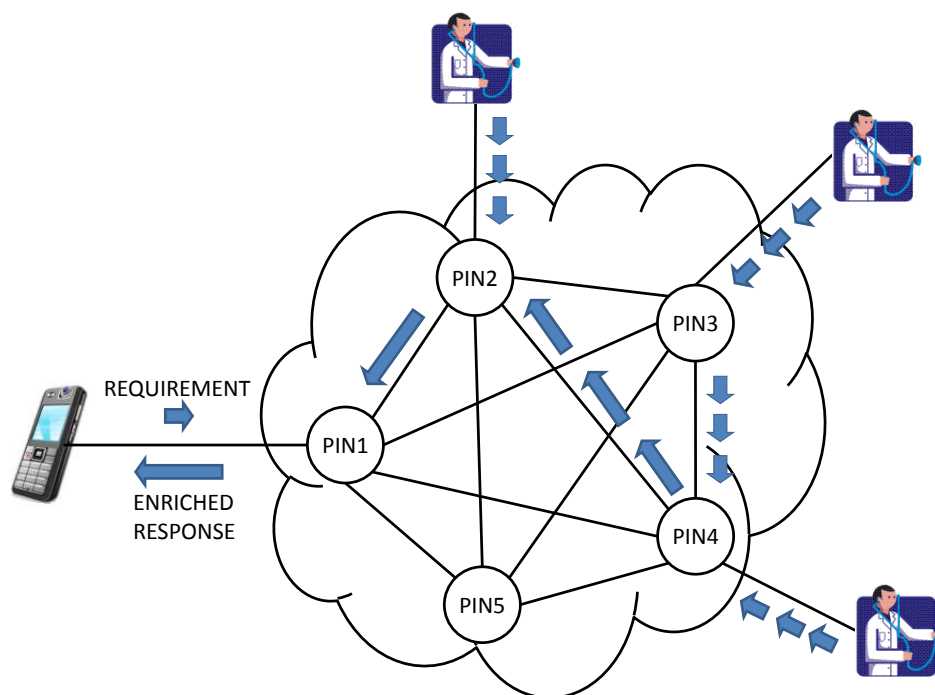 PIN2
PIN3
REQUIREMENT
PIN1
ENRICHED
RESPONSE
PIN4
PIN5